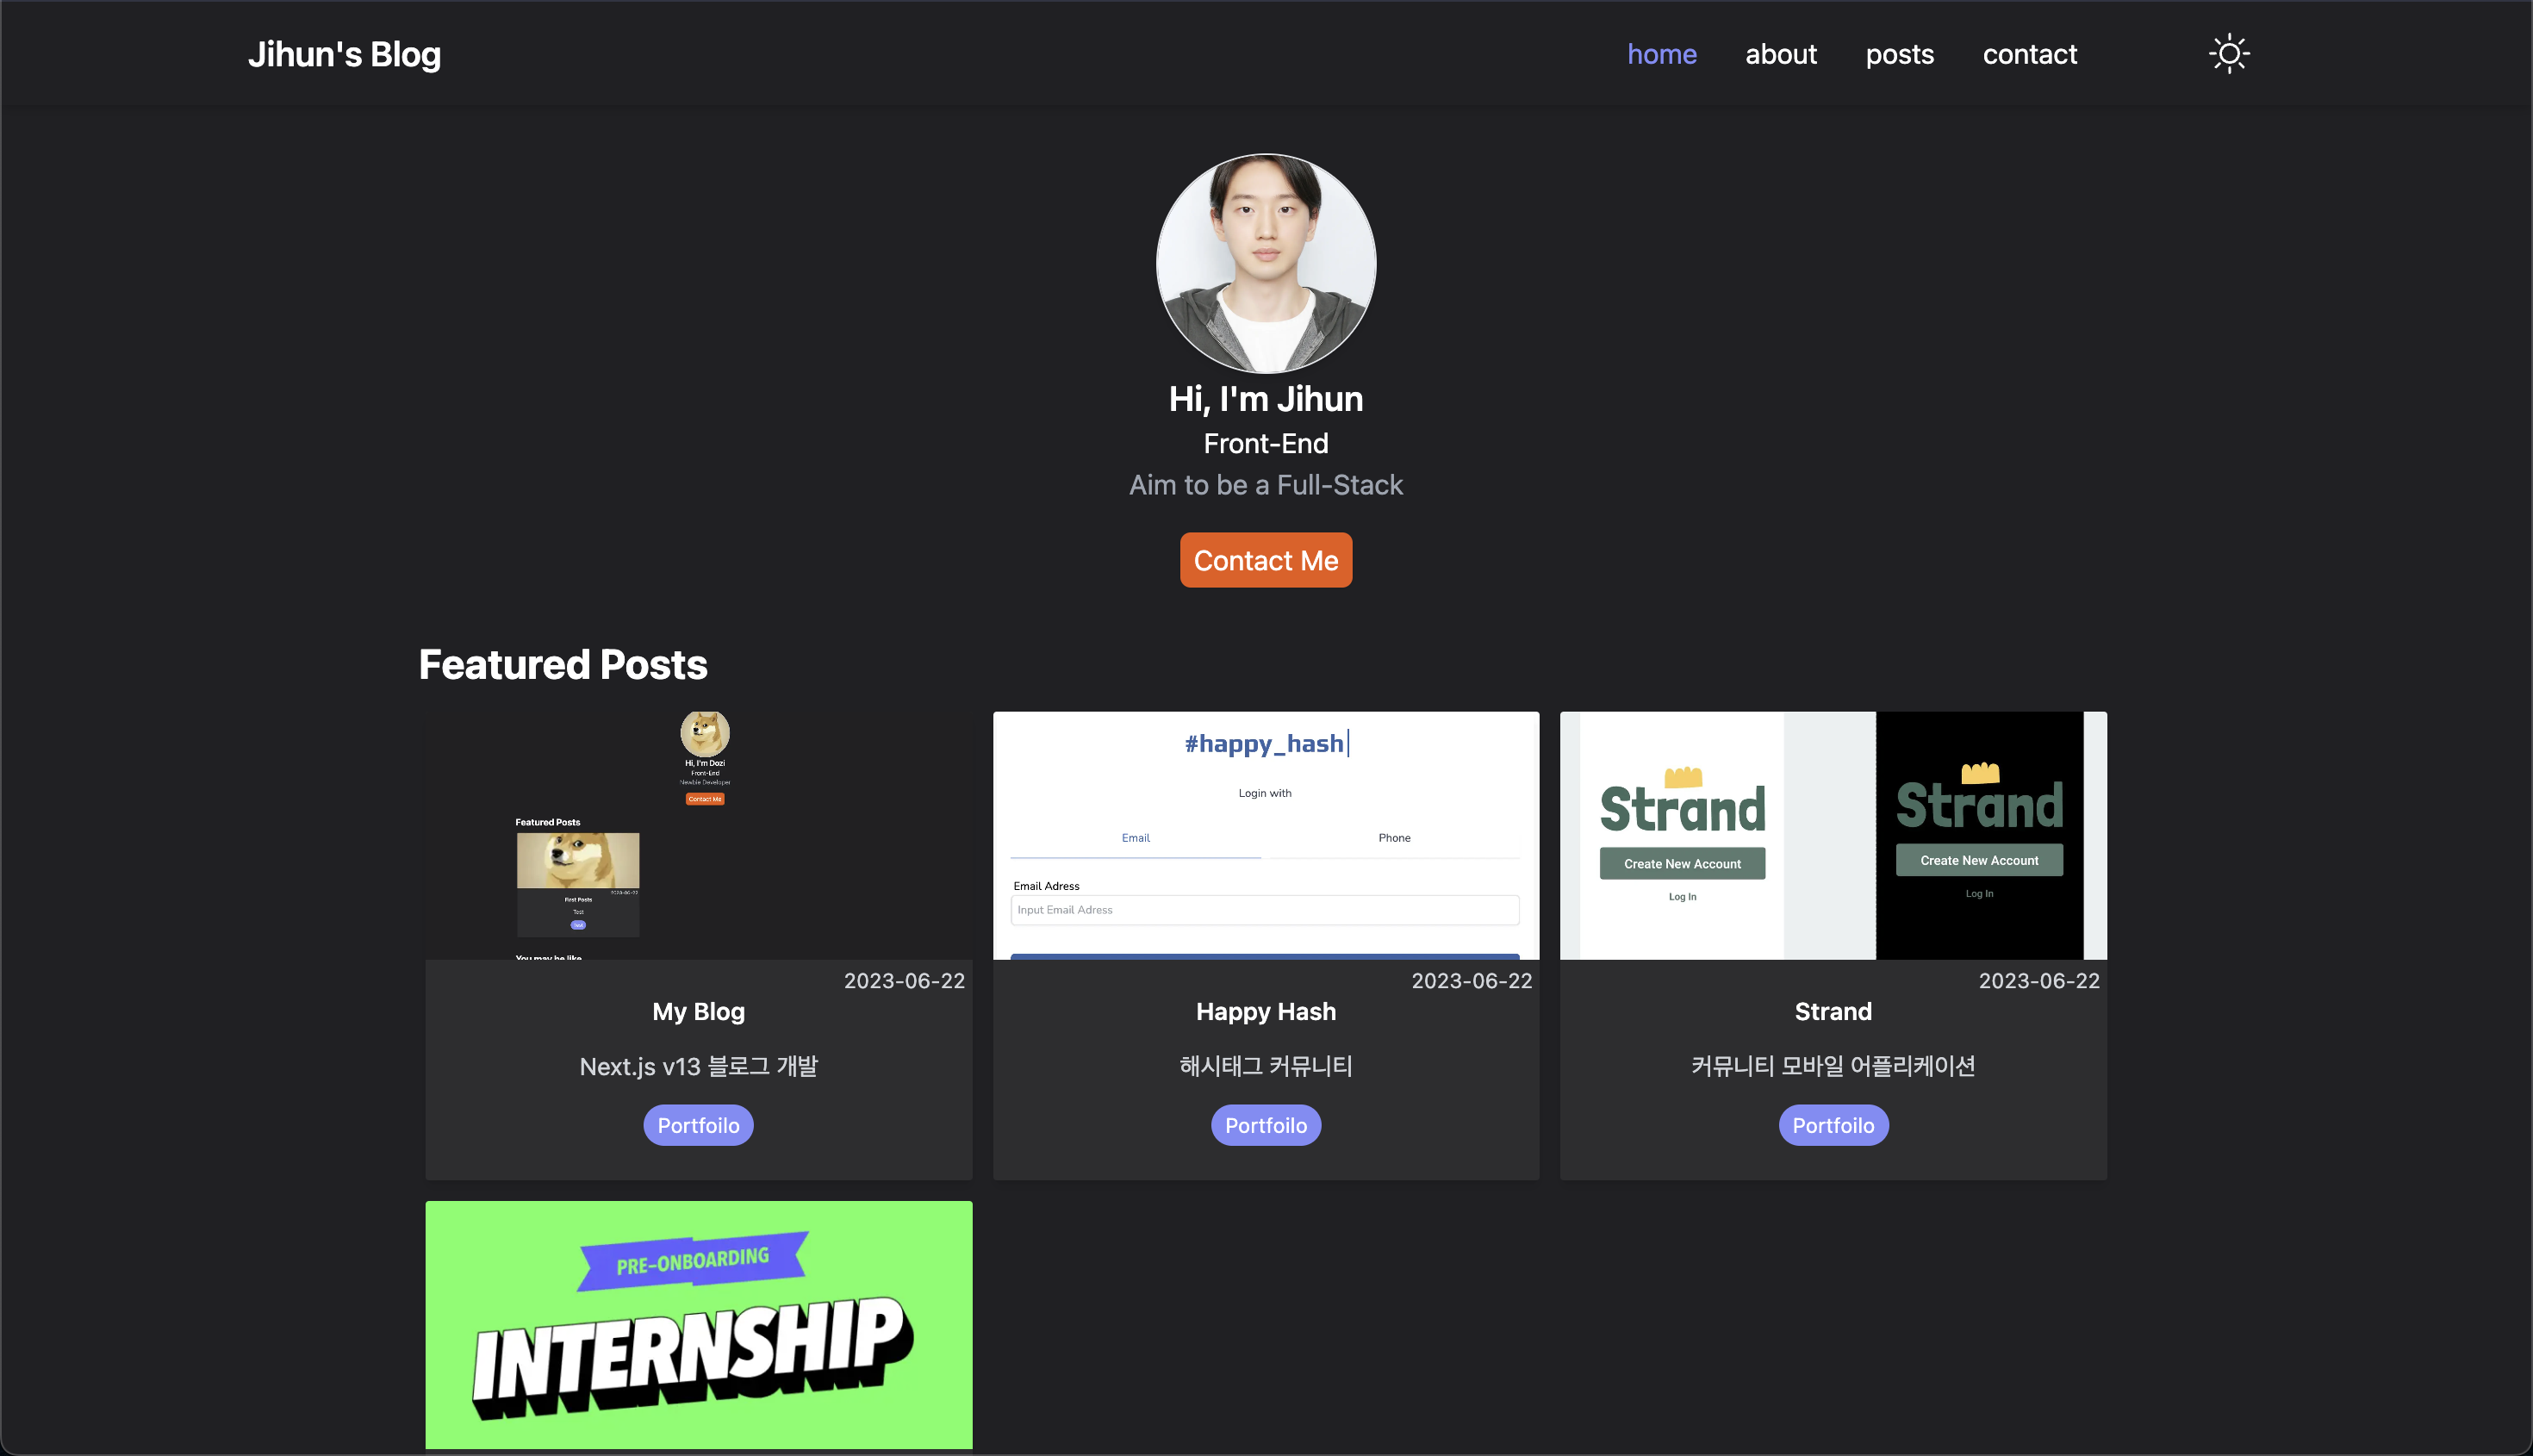 Jihun's Blog
home about posts contact
Hi, I'm Jihun
Front-End
Aim to be a Full-Stack
Contact Me
Featured Posts
Hi, I'm Dozi
Front-End
Newbie Developer
Contact Me
Featured Posts
2023-06-22
First Posts
Test
You may be like
2023-06-22
My Blog
Next.js v13 블로그 개발
Portfoilo
#happy_hash
Login with
Email Phone
Email Adress
Input Email Adress
2023-06-22
Happy Hash
해시태그 커뮤니티
Portfoilo
Strand
Create New Account
Log In
Strand
Create New Account
Log In
2023-06-22
Strand
커뮤니티 모바일 어플리케이션
Portfoilo
PRE-ONBOARDING
INTERNSHIP